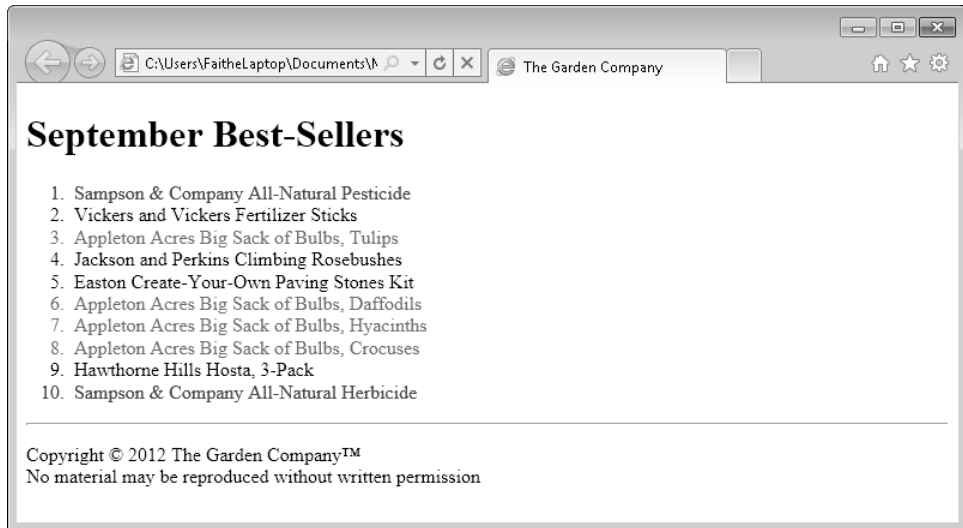 C:\Users\FaitheLaptop\Documents\
The Garden Company
September Best-Sellers
1. Sampson & Company All-Natural Pesticide
2. Vickers and Vickers Fertilizer Sticks
3. Appleton Acres Big Sack of Bulbs, Tulips
4. Jackson and Perkins Climbing Rosebushes
5. Easton Create-Your-Own Paving Stones Kit
6. Appleton Acres Big Sack of Bulbs, Daffodils
7. Appleton Acres Big Sack of Bulbs, Hyacinths
8. Appleton Acres Big Sack of Bulbs, Crocuses
9. Hawthorne Hills Hosta, 3-Pack
10. Sampson & Company All-Natural Herbicide
Copyright © 2012 The Garden Company™
No material may be reproduced without written permission